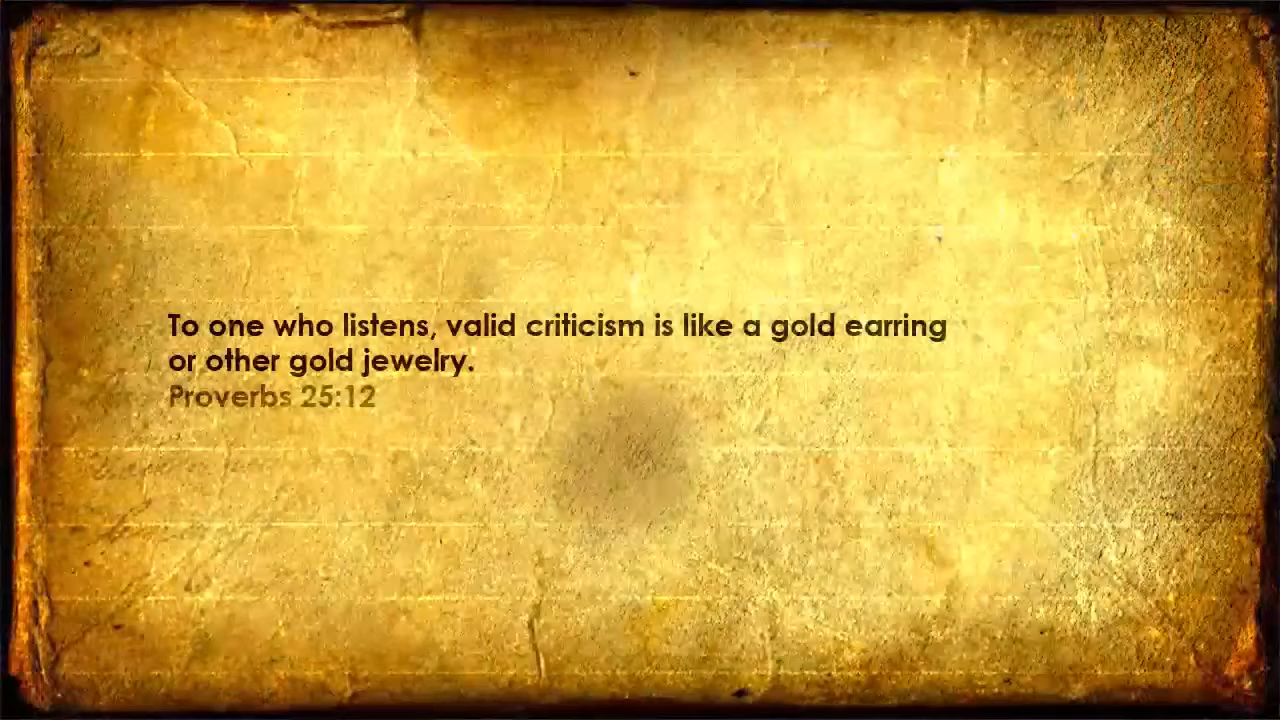 To one who listens, valid criticism is like a gold earring
or other gold jewelry.
Proverbs 25:12